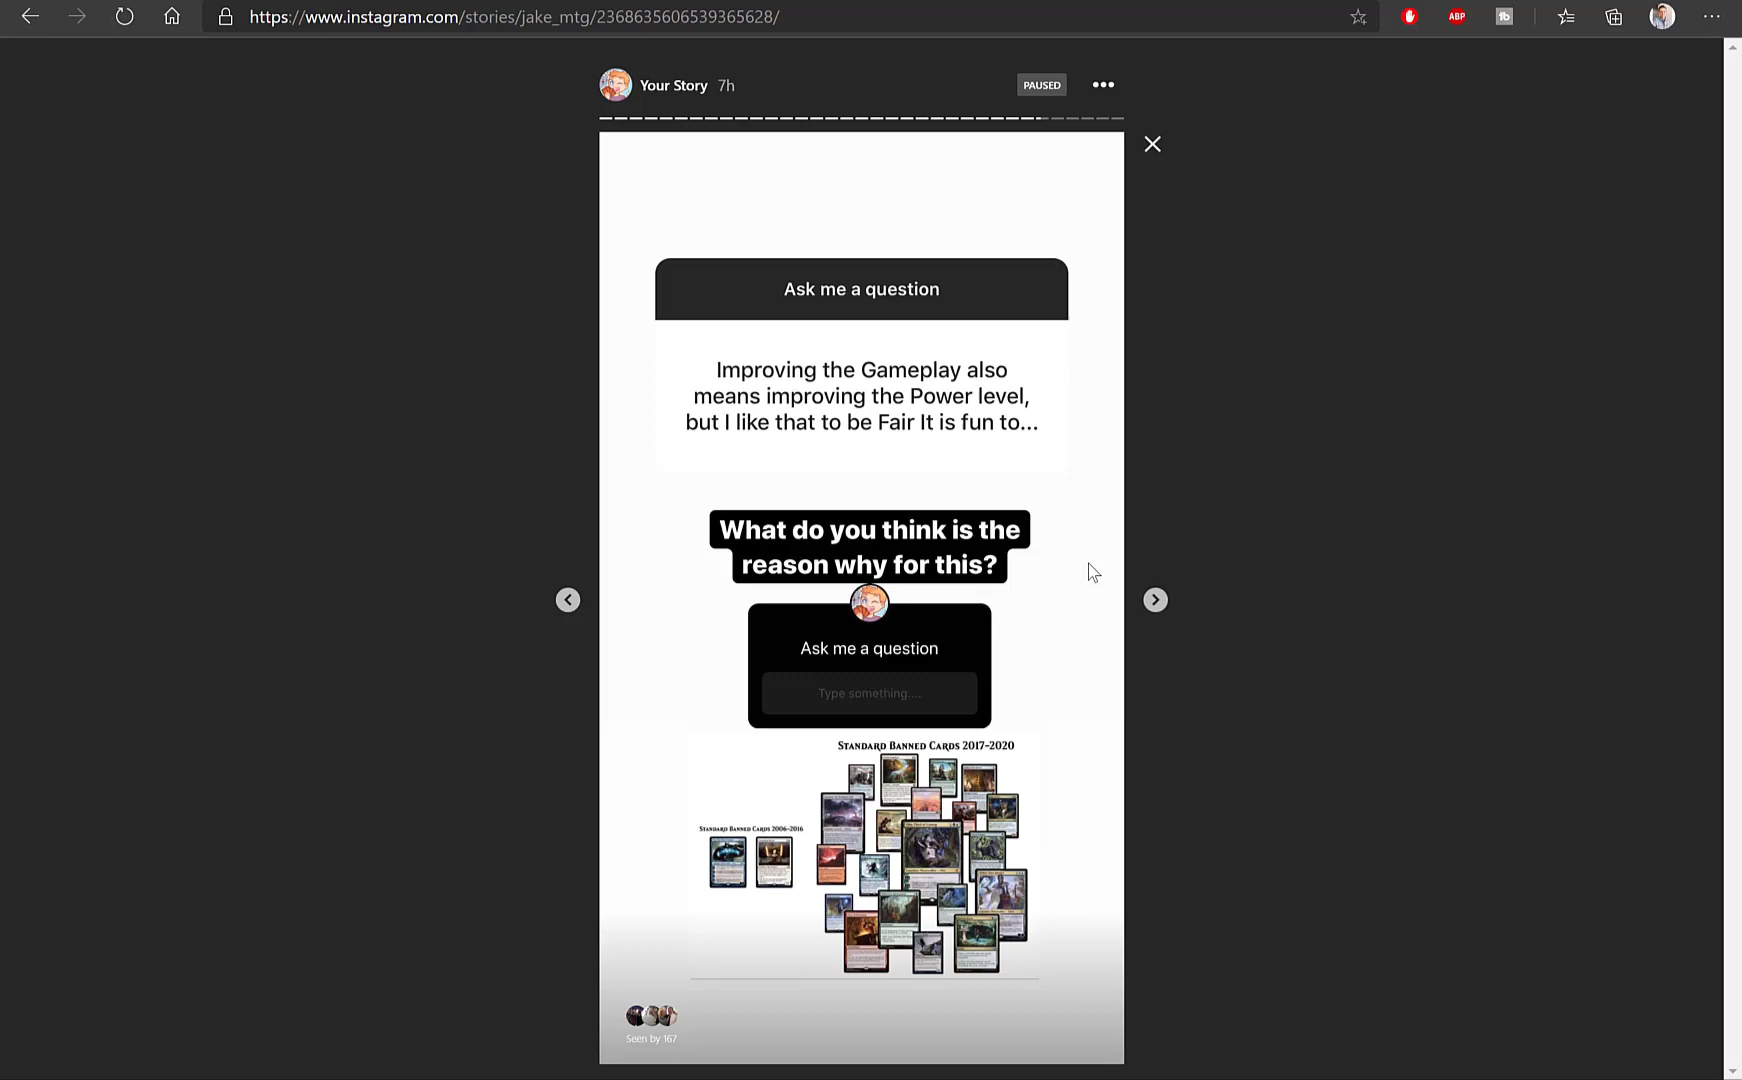 https://www.instagram.com/stories/jake_mtg/2368635606539365628/
ABP
Your Story 7h
PAUSED
Ask me a question
Improving the Gameplay also
means improving the Power level,
but I like that to be Fair It is fun to...
What do you think is the
reason why for this?
Ask me a question
Type something....
STANDARD BANNED CARDS 2017-2020
STANDARD BANNED CARDS 2006-2016
Seen by 167